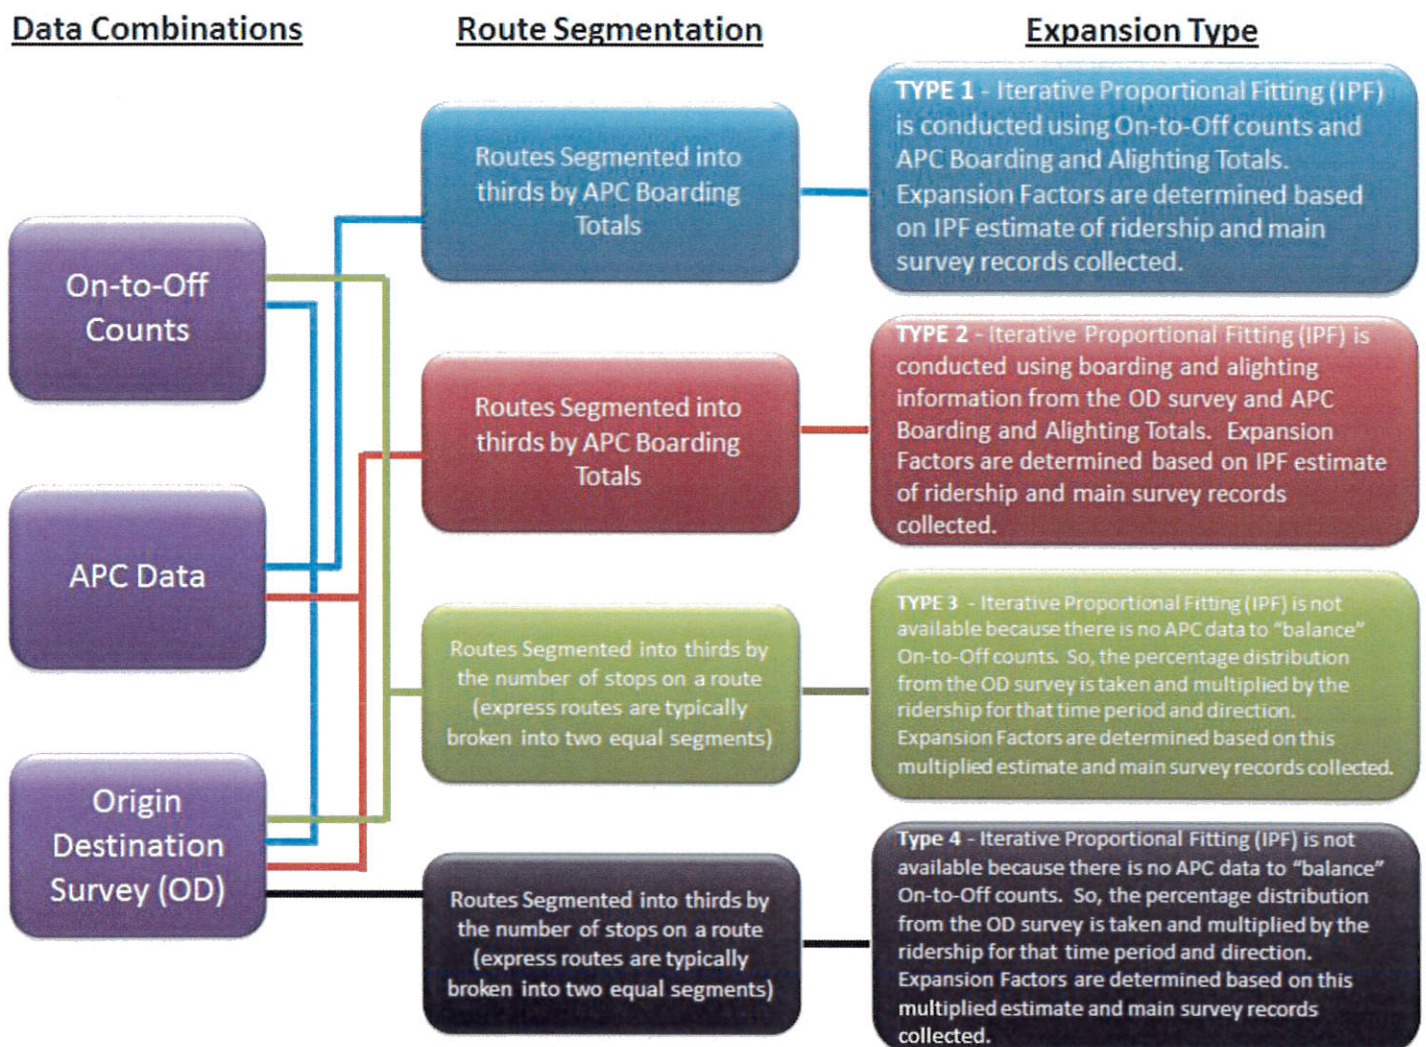 Data Combinations
Route Segmentation
Expansion Type
On-to-Off
Counts
APC Data
Origin
Destination
Survey (OD)
Routes Segmented into
thirds by APC Boarding
Totals
Routes Segmented into
thirds by APC Boarding
Totals
Routes Segmented into thirds by
the number of stops on a route
(express routes are typically
broken into two equal segments)
Routes Segmented into thirds by
the number of stops on a route
(express routes are typically
broken into two equal segments)
TYPE 1 - Iterative Proportional Fitting (IPF)
is conducted using On-to-Off counts and
APC Boarding and Alighting Totals.
Expansion Factors are determined based
on IPF estimate of ridership and main
survey records collected.
TYPE 2 - Iterative Proportional Fitting (IPF) is
conducted using boarding and alighting
information from the OD survey and APC
Boarding and Alighting Totals. Expansion
Factors are determined based on IPF estimate
of ridership and main survey records
collected.
TYPE 3 - Iterative Proportional Fitting (IPF) is not
available because there is no APC data to “balance”
On-to-Off counts. So, the percentage distribution
from the OD survey is taken and multiplied by the
ridership for that time period and direction.
Expansion Factors are determined based on this
multiplied estimate and main survey records collected.
Type 4 - Iterative Proportional Fitting (IPF) is not
available because there is no APC data to “balance”
On-to-Off counts. So, the percentage distribution
from the OD survey is taken and multiplied by the
ridership for that time period and direction.
Expansion Factors are determined based on this
multiplied estimate and main survey records
collected.